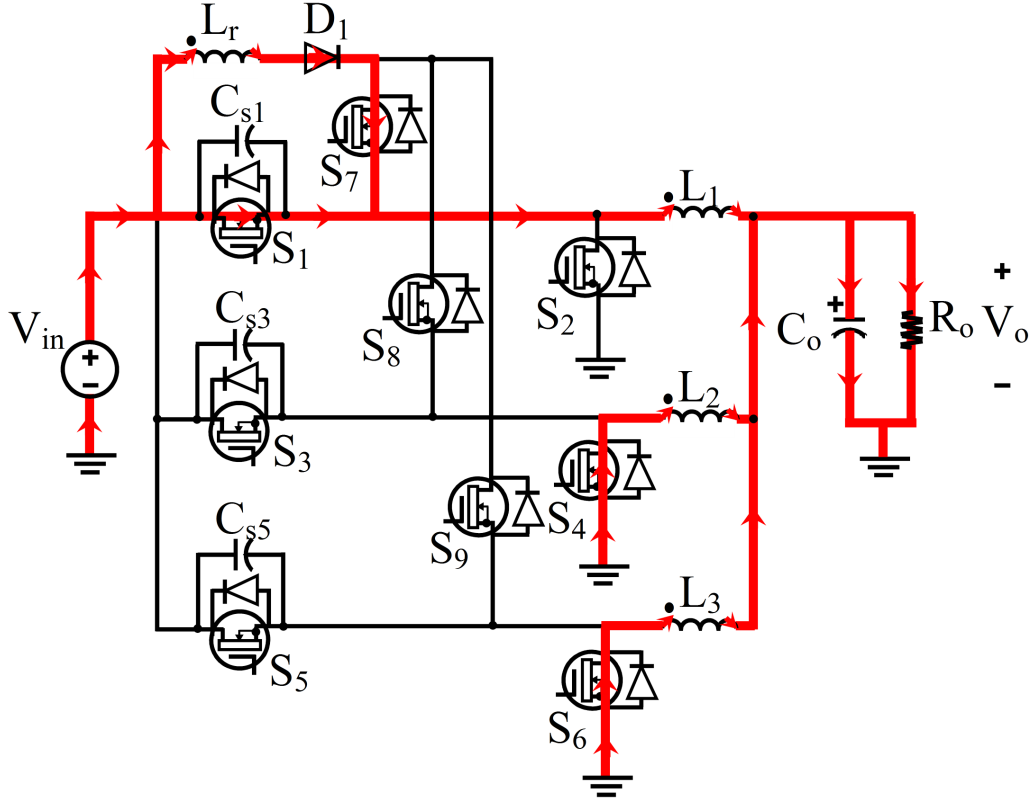 Lr
D1
Cs1
S7
S1
L1
Vin
+
−
S8
S2
+
Co
Ro
+
Vo
−
Cs3
S3
L2
S4
S9
Cs5
S5
L3
S6